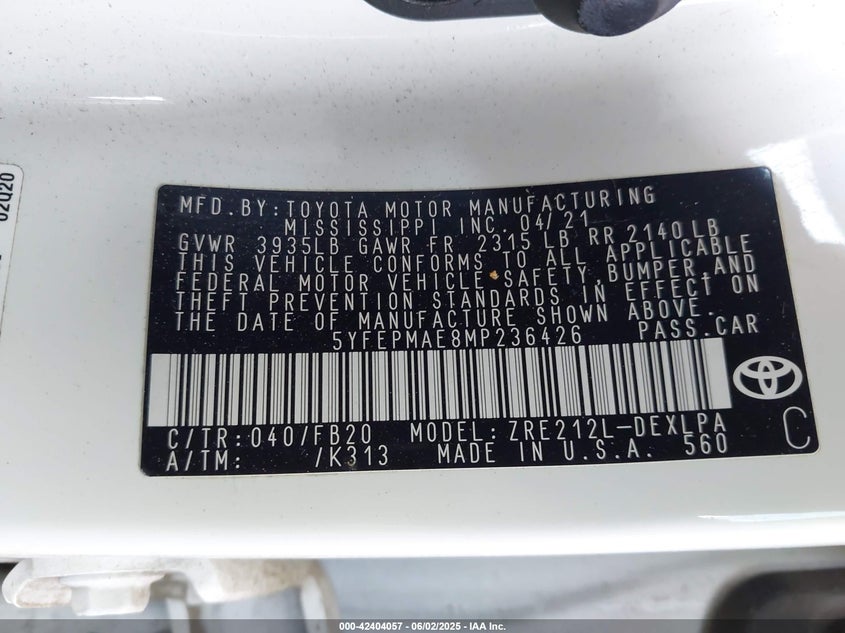 MFD.BY:TOYOTA MOTOR MANUFACTURING
MISSISSIPPI INC. 04/21
GVWR 3935LB GAWR FR 2315 LB RR 2140 LB
THIS VEHICLE CONFORMS TO ALL APPLICABLE
FEDERAL MOTOR VEHICLE SAFETY,BUMPER,AND
THEFT PREVENTION STANDARDS IN EFFECT ON
THE DATE OF MANUFACTURE SHOWN ABOVE.
5YFEPMAE8MP236426 PASS.CAR
C/TR:040/FB20 MODEL:ZRE212L-DEXLPA
A/TM: /K313 MADE IN U.S.A. 560
C
000-42404057 - 06/02/2025 - IAA Inc.